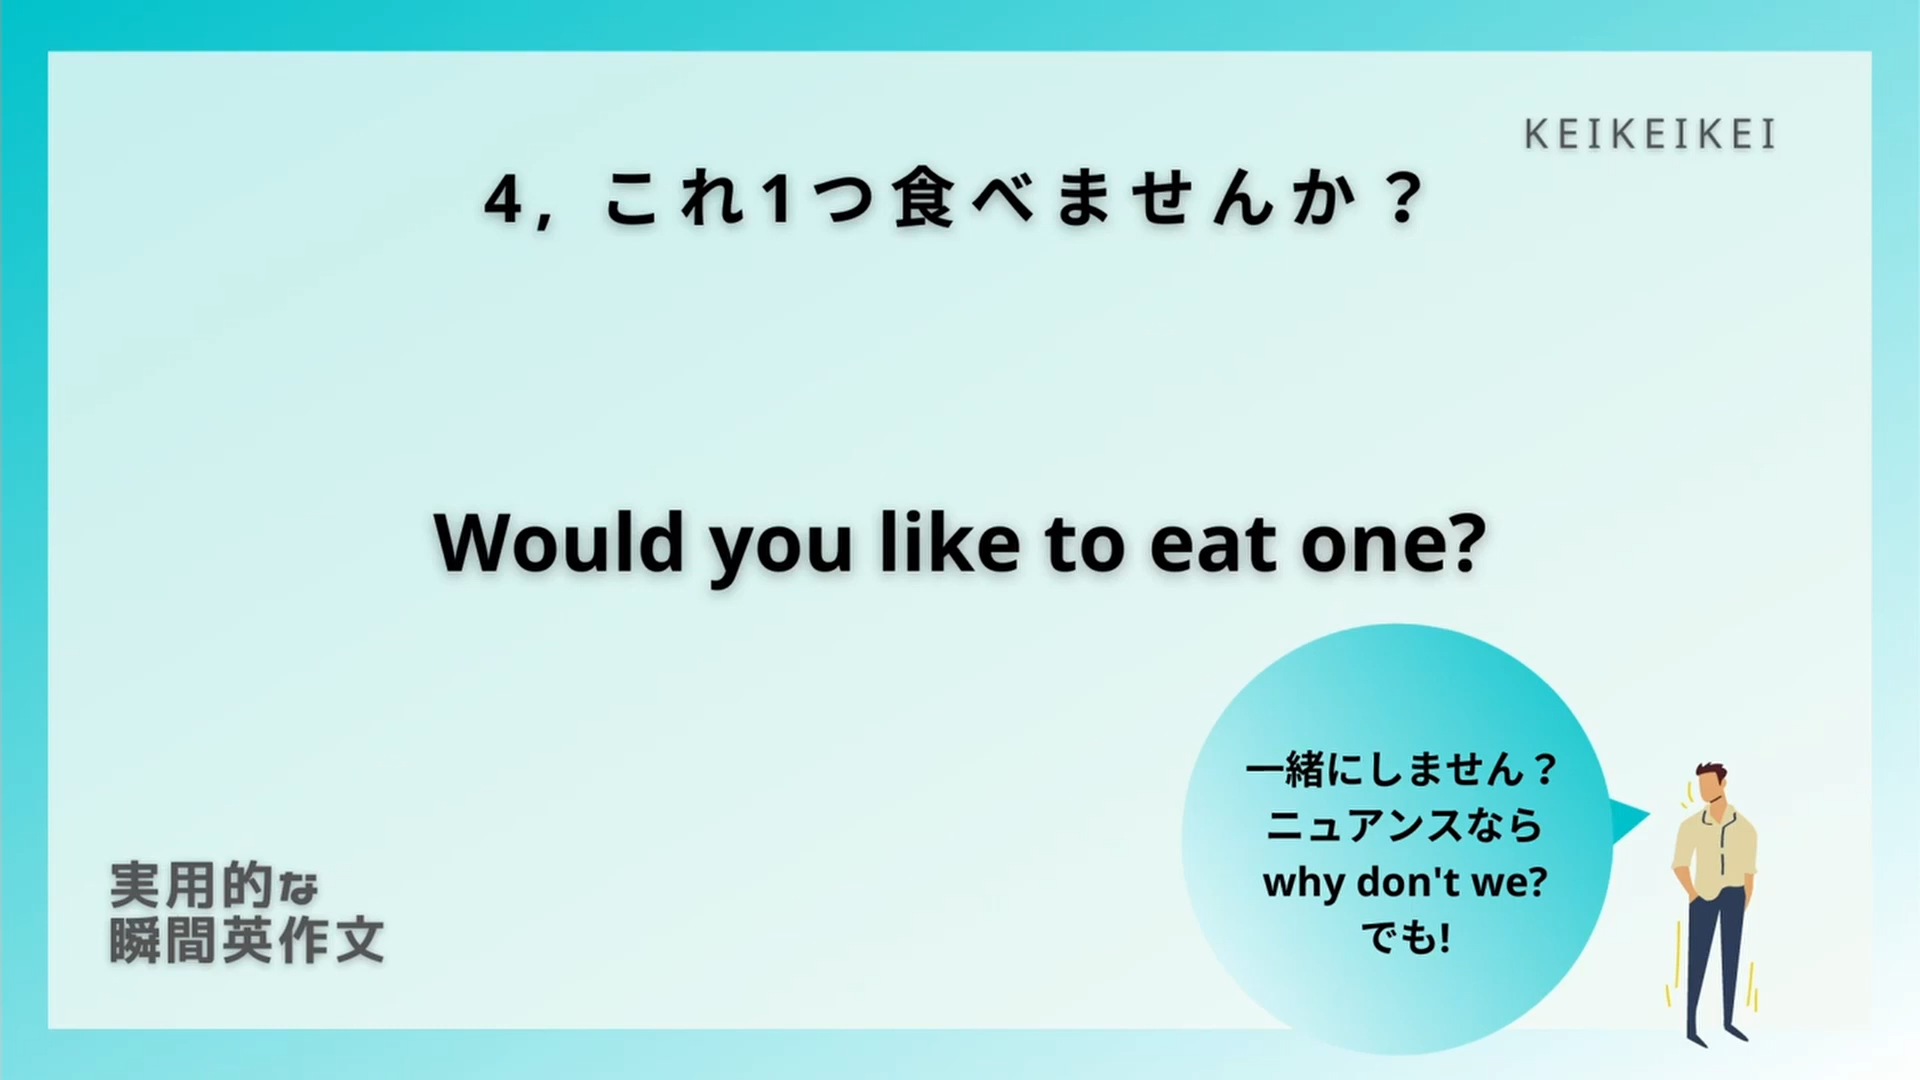 KEIKEIKEI
4, これ1つ食べませんか？
Would you like to eat one?
一緒にしません？
ニュアンスなら
why don't we?
でも!
実用的な
瞬間英作文